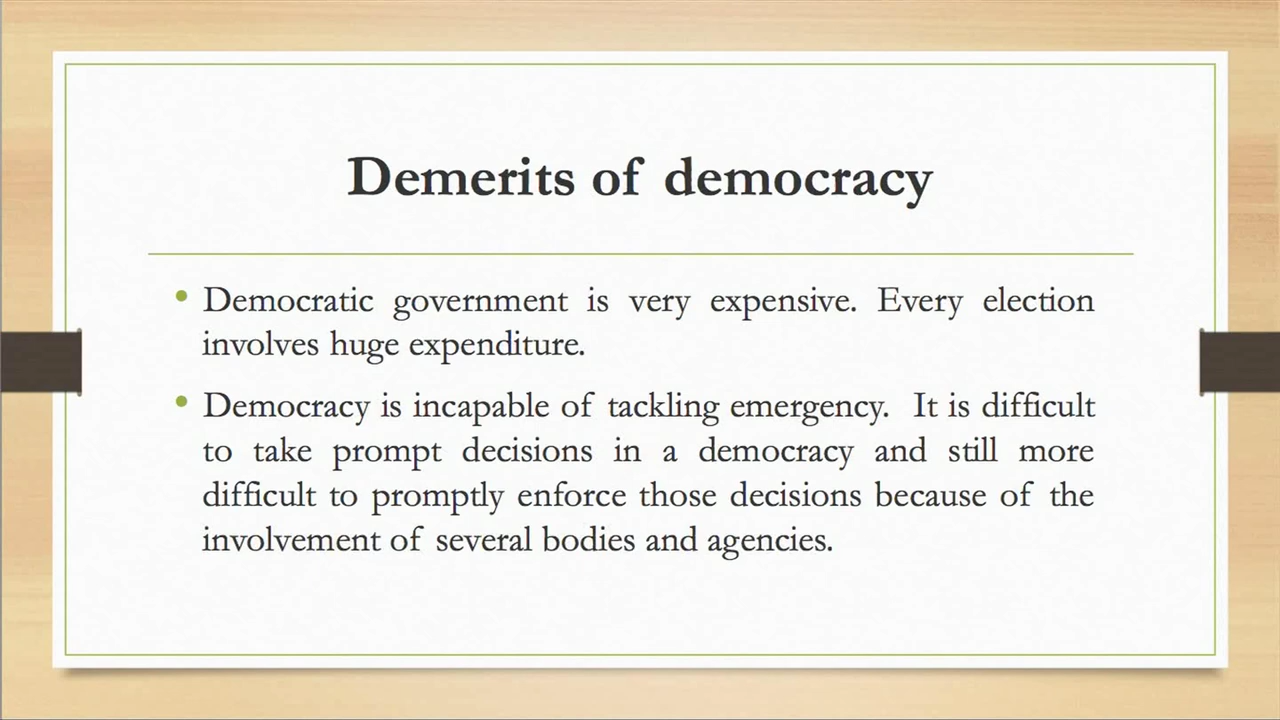 Demerits of democracy
• Democratic government is very expensive. Every election
involves huge expenditure.
• Democracy is incapable of tackling emergency. It is difficult
to take prompt decisions in a democracy and still more
difficult to promptly enforce those decisions because of the
involvement of several bodies and agencies.